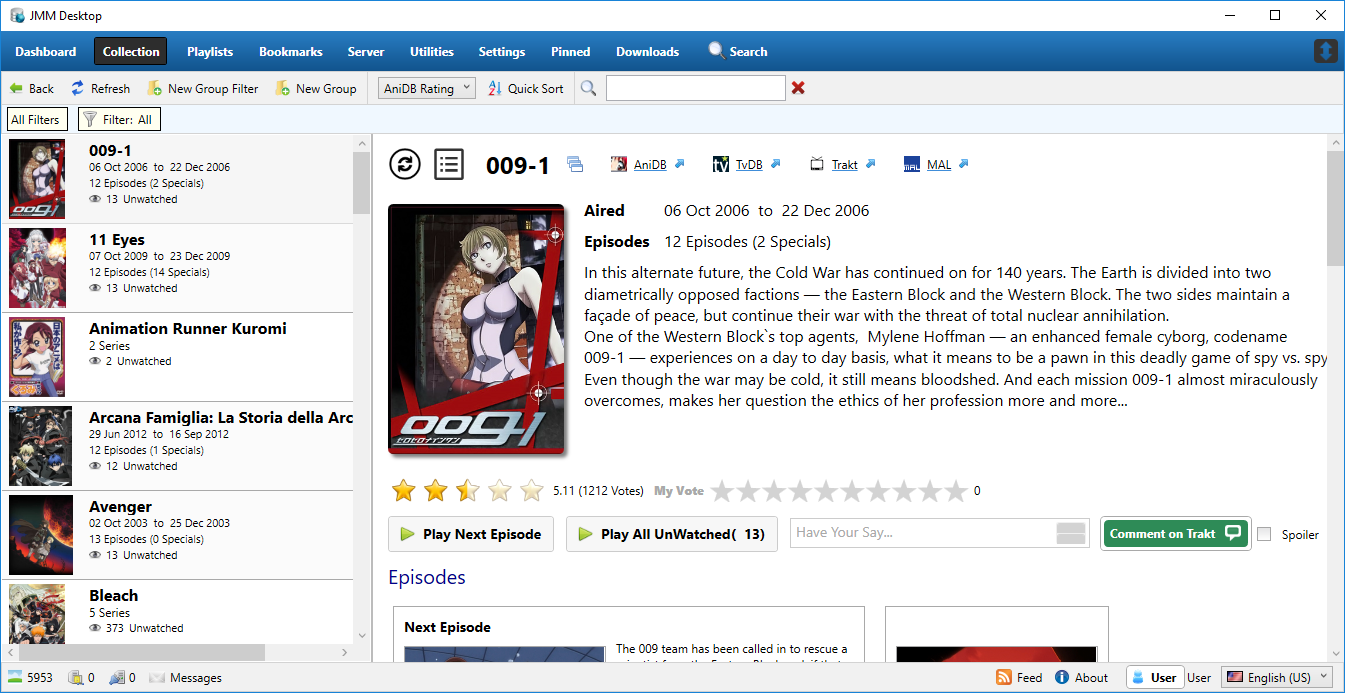 JMM Desktop
Dashboard Collection Playlists Bookmarks Server Utilities Settings Pinned Downloads Search
Back Refresh New Group Filter New Group AniDB Rating Quick Sort
All Filters Filter: All
009-1
06 Oct 2006 to 22 Dec 2006
12 Episodes (2 Specials)
13 Unwatched
11 Eyes
07 Oct 2009 to 23 Dec 2009
12 Episodes (14 Specials)
13 Unwatched
Animation Runner Kuromi
2 Series
2 Unwatched
Arcana Famiglia: La Storia della Arc
29 Jun 2012 to 16 Sep 2012
12 Episodes (1 Specials)
12 Unwatched
Avenger
02 Oct 2003 to 25 Dec 2003
13 Episodes (0 Specials)
13 Unwatched
Bleach
5 Series
373 Unwatched
009-1 AniDB TvDB Trakt MAL
Aired 06 Oct 2006 to 22 Dec 2006
Episodes 12 Episodes (2 Specials)
In this alternate future, the Cold War has continued on for 140 years. The Earth is divided into two
diametrically opposed factions — the Eastern Block and the Western Block. The two sides maintain a
façade of peace, but continue their war with the threat of total nuclear annihilation.
One of the Western Block`s top agents, Mylene Hoffman — an enhanced female cyborg, codename
009-1 — experiences on a day to day basis, what it means to be a pawn in this deadly game of spy vs. spy
Even though the war may be cold, it still means bloodshed. And each mission 009-1 almost miraculously
overcomes, makes her question the ethics of her profession more and more...
009-1
ゼロゼロナインワン
5.11 (1212 Votes) My Vote 0
Play Next Episode Play All UnWatched( 13) Have Your Say... Comment on Trakt Spoiler
Episodes
Next Episode
The 009 team has been called in to rescue a
5953 0 0 Messages Feed About User User English (US)